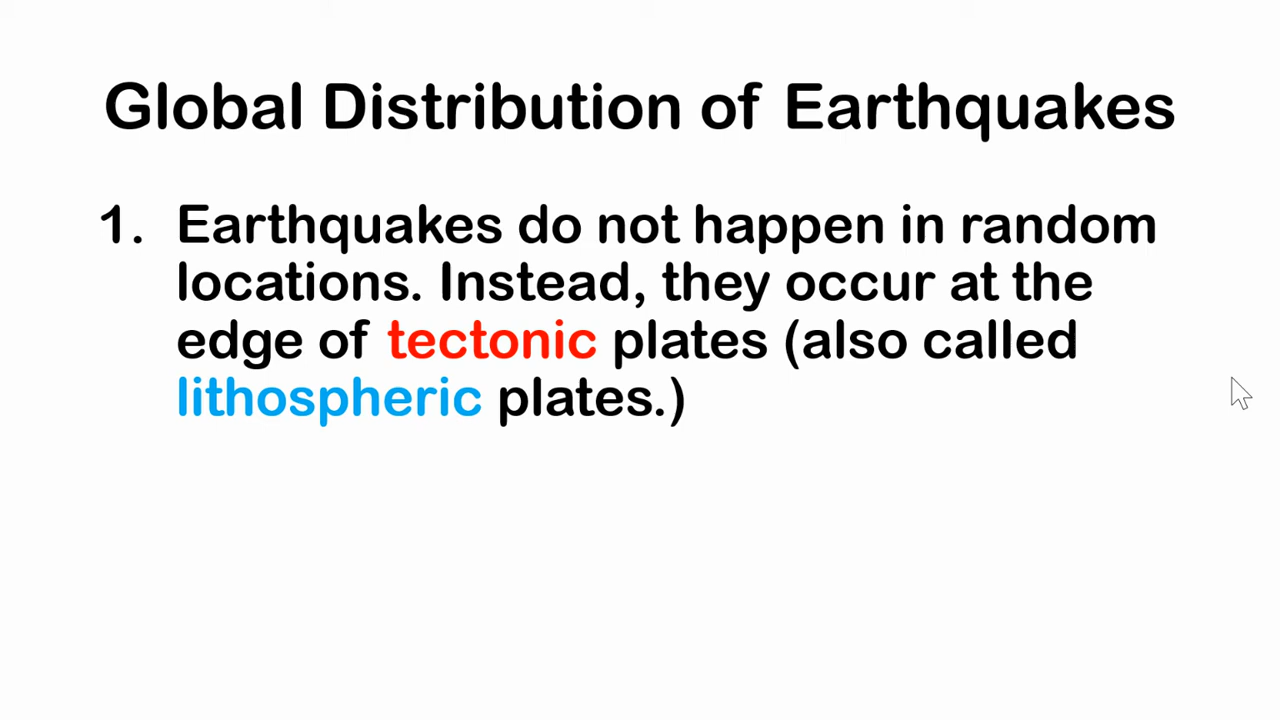 Global Distribution of Earthquakes
1. Earthquakes do not happen in random
locations. Instead, they occur at the
edge of tectonic plates (also called
lithospheric plates.)